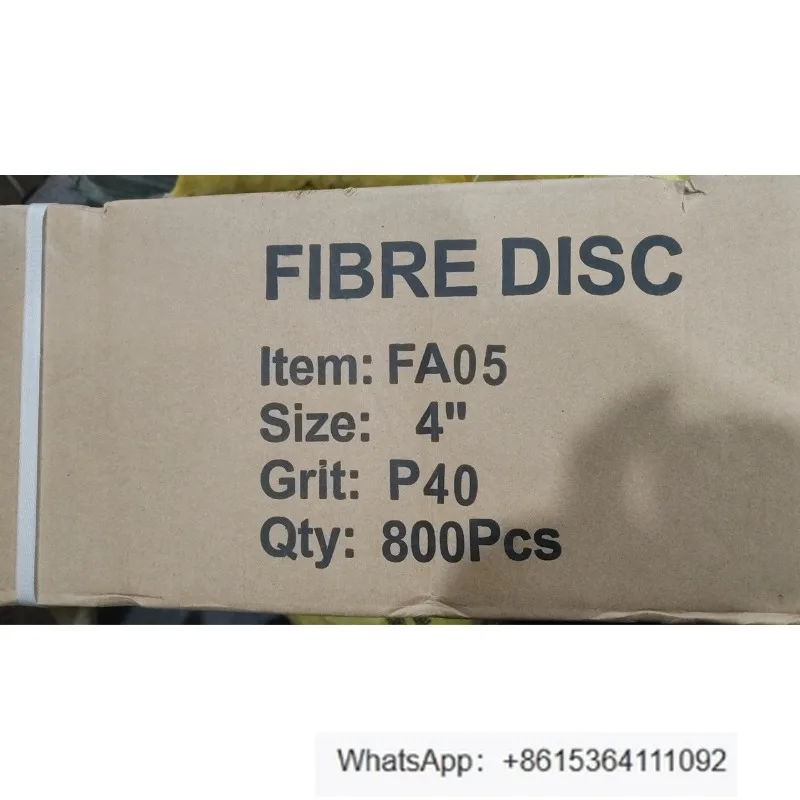 FIBRE DISC
Item: FA05
Size: 4"
Grit: P40
Qty: 800Pcs
WhatsApp：+8615364111092